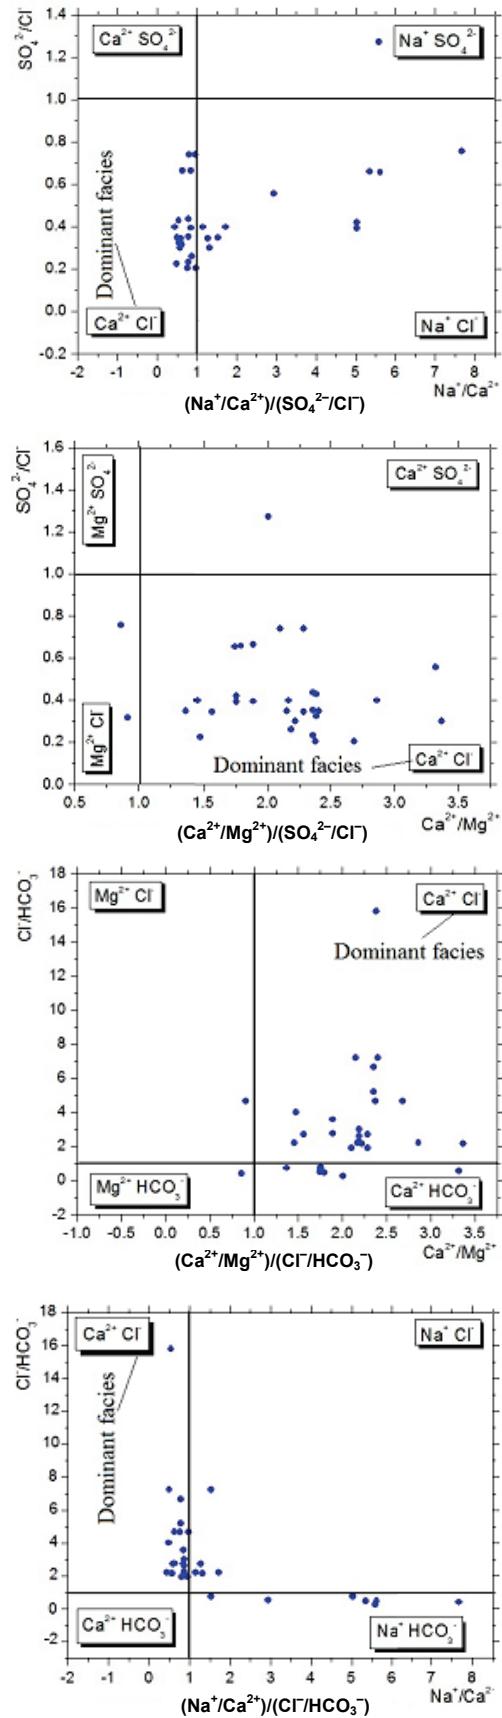 SO₄²⁻/Cl⁻
1.4
1.2
1.0
0.8
0.6
0.4
0.2
0.0
-0.2
Ca²⁺ SO₄²⁻
Na⁺ SO₄²⁻
Dominant facies
Ca²⁺ Cl⁻
Na⁺ Cl⁻
-2 -1 0 1 2 3 4 5 6 7 8
Na⁺/Ca²⁺
(Na⁺/Ca²⁺)/(SO₄²⁻/Cl⁻)
SO₄²⁻/Cl⁻
1.6
1.4
1.2
1.0
0.8
0.6
0.4
0.2
0.0
Mg²⁺ SO₄²⁻
Ca²⁺ SO₄²⁻
Mg²⁺ Cl⁻
Dominant facies
Ca²⁺ Cl⁻
0.5 1.0 1.5 2.0 2.5 3.0 3.5
Ca²⁺/Mg²⁺
(Ca²⁺/Mg²⁺)/(SO₄²⁻/Cl⁻)
Cl⁻/HCO₃⁻
18
16
14
12
10
8
6
4
2
0
-2
Mg²⁺ Cl⁻
Ca²⁺ Cl⁻
Dominant facies
Mg²⁺ HCO₃⁻
Ca²⁺ HCO₃⁻
-1.0 -0.5 0.0 0.5 1.0 1.5 2.0 2.5 3.0 3.5
Ca²⁺/Mg²⁺
(Ca²⁺/Mg²⁺)/(Cl⁻/HCO₃⁻)
Cl⁻/HCO₃⁻
18
16
14
12
10
8
6
4
2
0
-2
Ca²⁺ Cl⁻
Na⁺ Cl⁻
Dominant facies
Ca²⁺ HCO₃⁻
Na⁺ HCO₃⁻
-2 -1 0 1 2 3 4 5 6 7 8
Na⁺/Ca²⁻
(Na⁺/Ca²⁺)/(Cl⁻/HCO₃⁻)